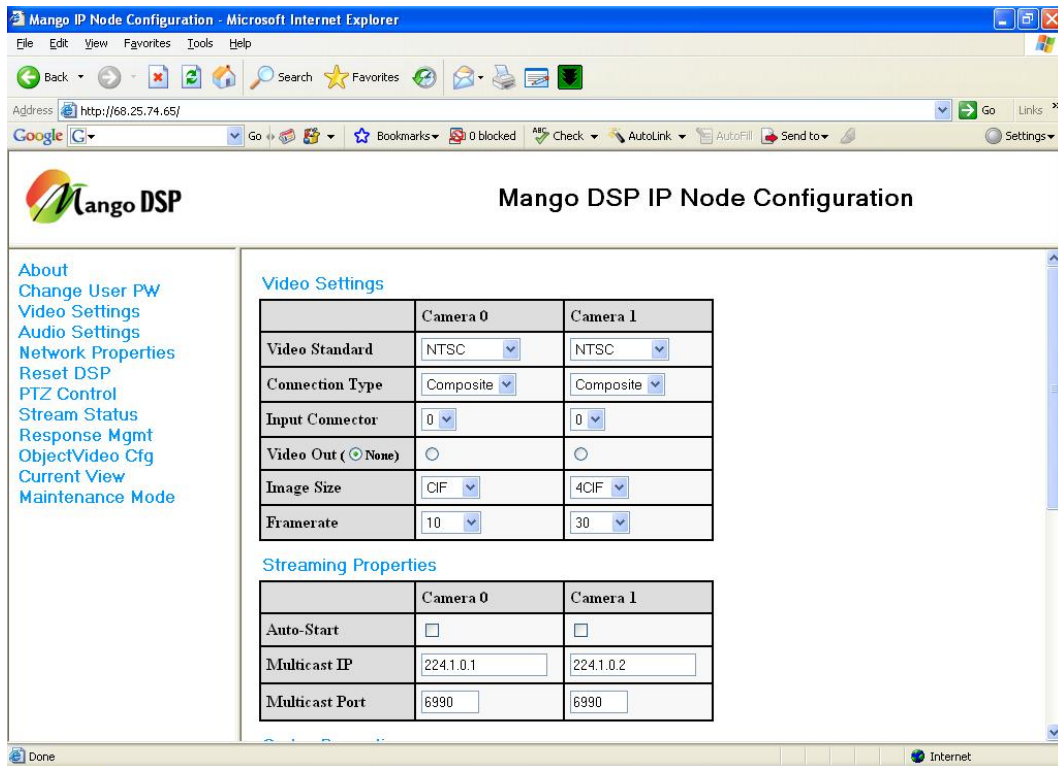 Mango IP Node Configuration - Microsoft Internet Explorer
File Edit View Favorites Tools Help
Back Search Favorites
Address http://68.25.74.65/ Go Links »
Google G Go Bookmarks 0 blocked ABC Check AutoLink AutoFill Send to Settings
Mango DSP
Mango DSP IP Node Configuration
About
Change User PW
Video Settings
Audio Settings
Network Properties
Reset DSP
PTZ Control
Stream Status
Response Mgmt
ObjectVideo Cfg
Current View
Maintenance Mode
Video Settings
Camera 0 Camera 1
Video Standard NTSC NTSC
Connection Type Composite Composite
Input Connector 0 0
Video Out ( None)
Image Size CIF 4CIF
Framerate 10 30
Streaming Properties
Camera 0 Camera 1
Auto-Start
Multicast IP 224.1.0.1 224.1.0.2
Multicast Port 6990 6990
Done Internet